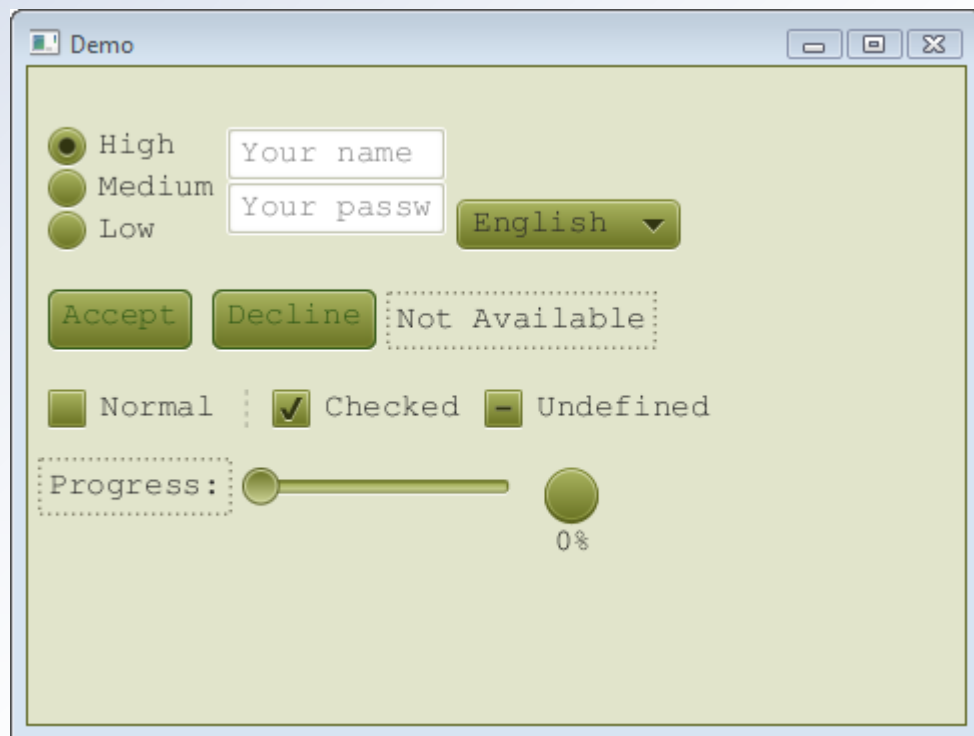 Demo
High
Medium
Low
Your name
Your passw
English
Accept
Decline
Not Available
Normal
Checked
Undefined
Progress:
0%